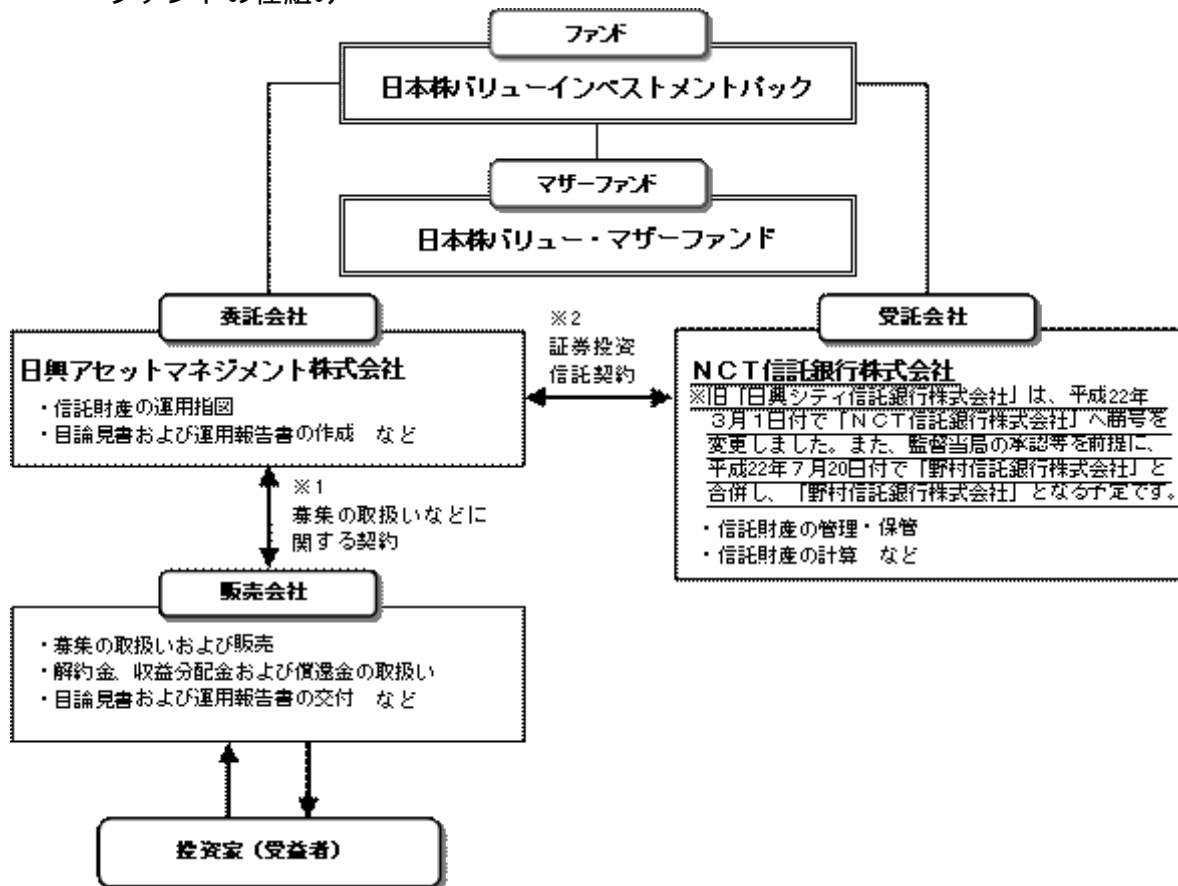 ファンドの仕組み
ファンド
日本株バリューインベストメントパック
マザーファンド
日本株バリュー・マザーファンド
委託会社
日興アセットマネジメント株式会社
・信託財産の運用指図
・目論見書および運用報告書の作成 など
※2
証券投資
信託契約
受託会社
NCT信託銀行株式会社
※旧「日興シティ信託銀行株式会社」は、平成22年
3月1日付で「NCT信託銀行株式会社」へ商号を
変更しました。また、監督当局の承認等を前提に、
平成22年7月20日付で「野村信託銀行株式会社」と
合併し、「野村信託銀行株式会社」となる予定です。
・信託財産の管理・保管
・信託財産の計算 など
※1
募集の取扱いなどに
関する契約
販売会社
・募集の取扱いおよび販売
・解約金、収益分配金および償還金の取扱い
・目論見書および運用報告書の交付 など
投資家(受益者)